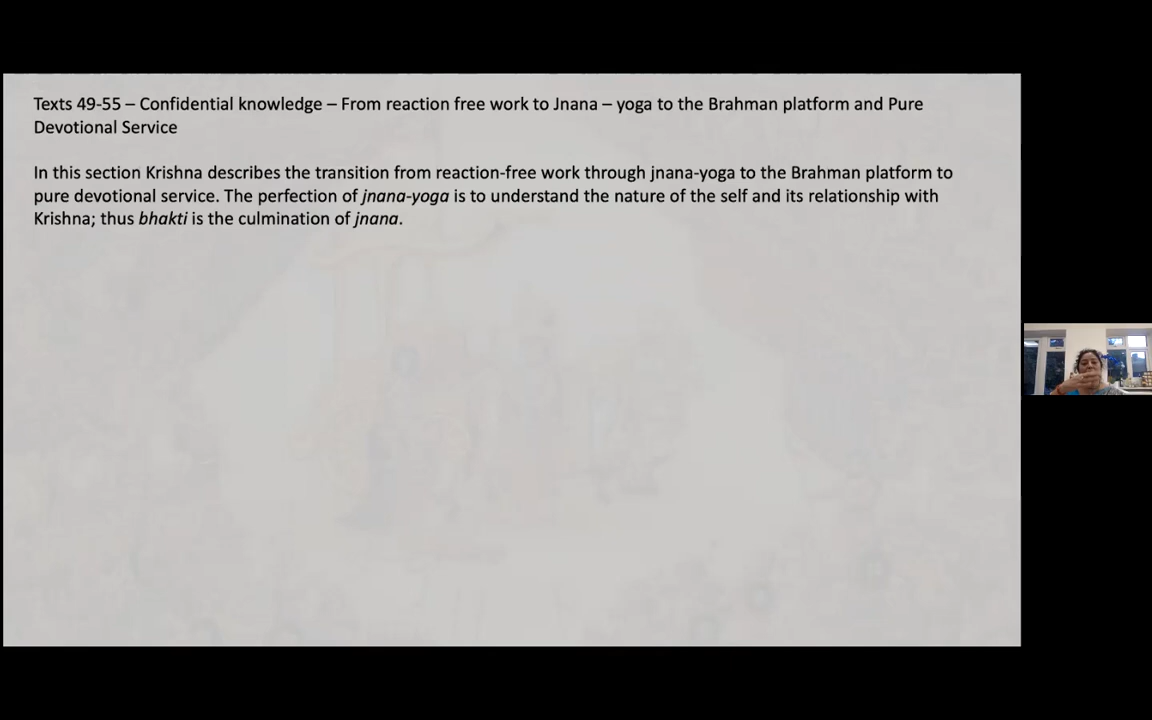 Texts 49-55 – Confidential knowledge – From reaction free work to Jnana – yoga to the Brahman platform and Pure
Devotional Service
In this section Krishna describes the transition from reaction-free work through jnana-yoga to the Brahman platform to
pure devotional service. The perfection of jnana-yoga is to understand the nature of the self and its relationship with
Krishna; thus bhakti is the culmination of jnana.